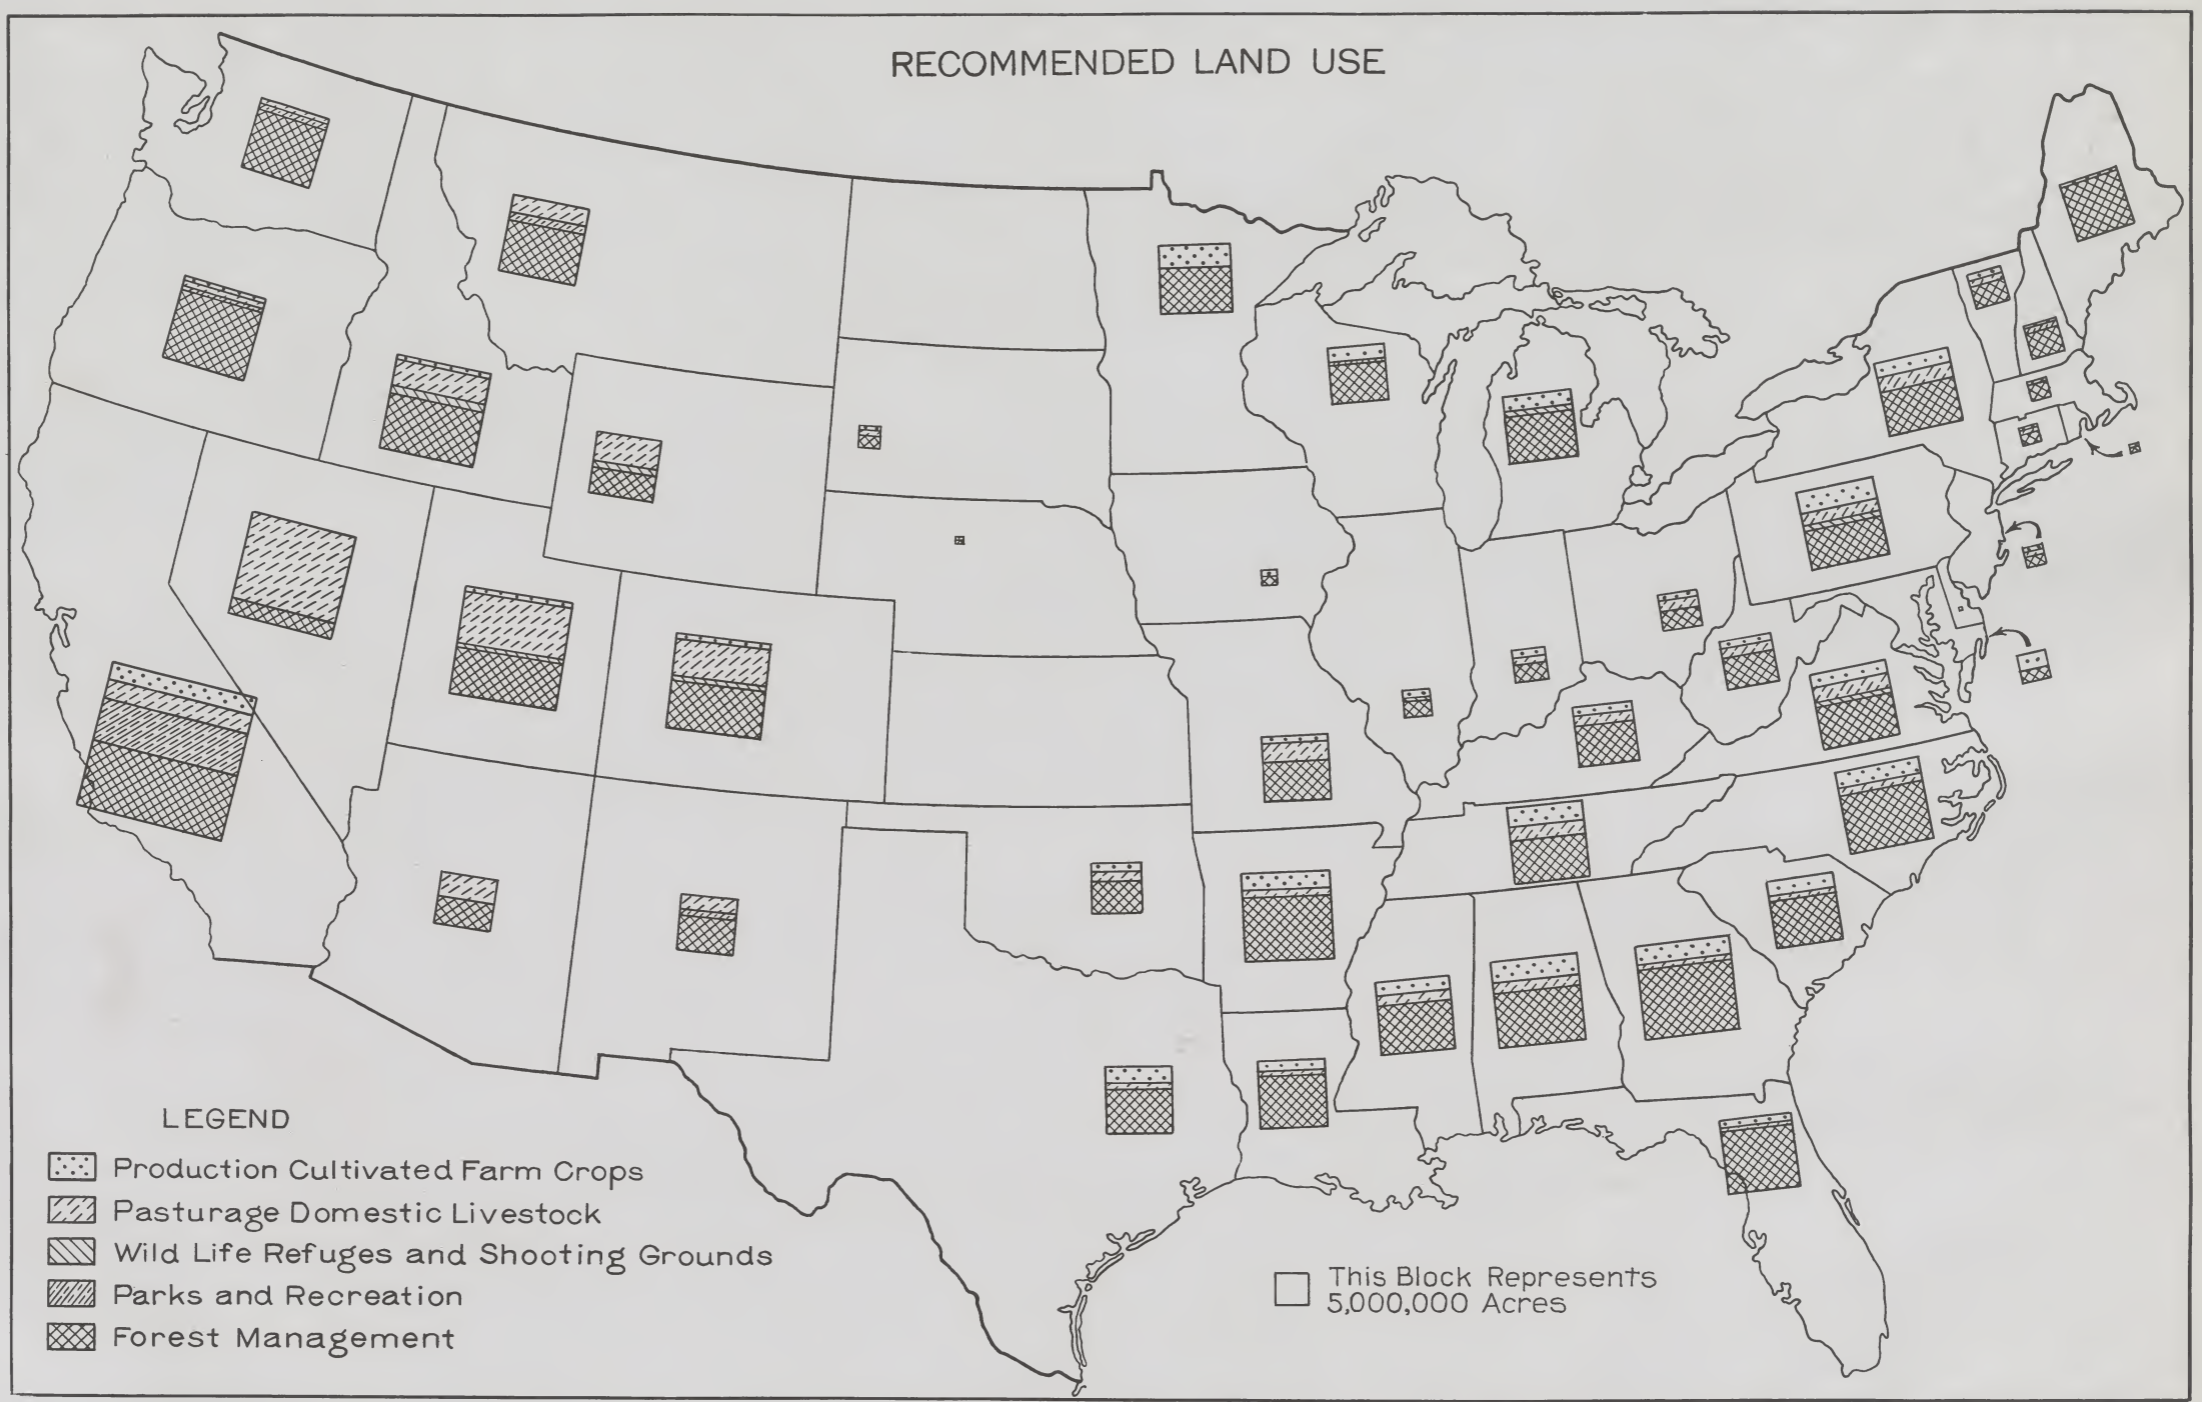 RECOMMENDED LAND USE
LEGEND
Production Cultivated Farm Crops
Pasturage Domestic Livestock
Wild Life Refuges and Shooting Grounds
Parks and Recreation
Forest Management
This Block Represents
5,000,000 Acres